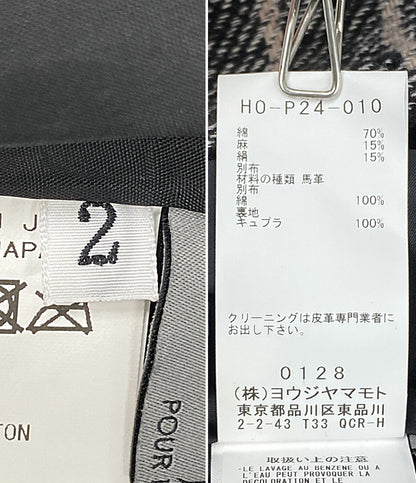 2
JAPA
TON
POUR
HO-P24-010
綿 70%
麻 15%
絹 15%
別布
材料の種類 馬革
別布
綿 100%
裏地
キュプラ 100%
クリーニングは皮革専門業者に
お出し下さい。
0128
(株)ヨウジヤマモト
東京都品川区東品川
2-2-43 T33 QCR-H
取扱い上の注意
-LE LAVAGE AU BENZENE OU A
L'EAU PEUT PROVOQUER LA
DECOLORATION ET LE